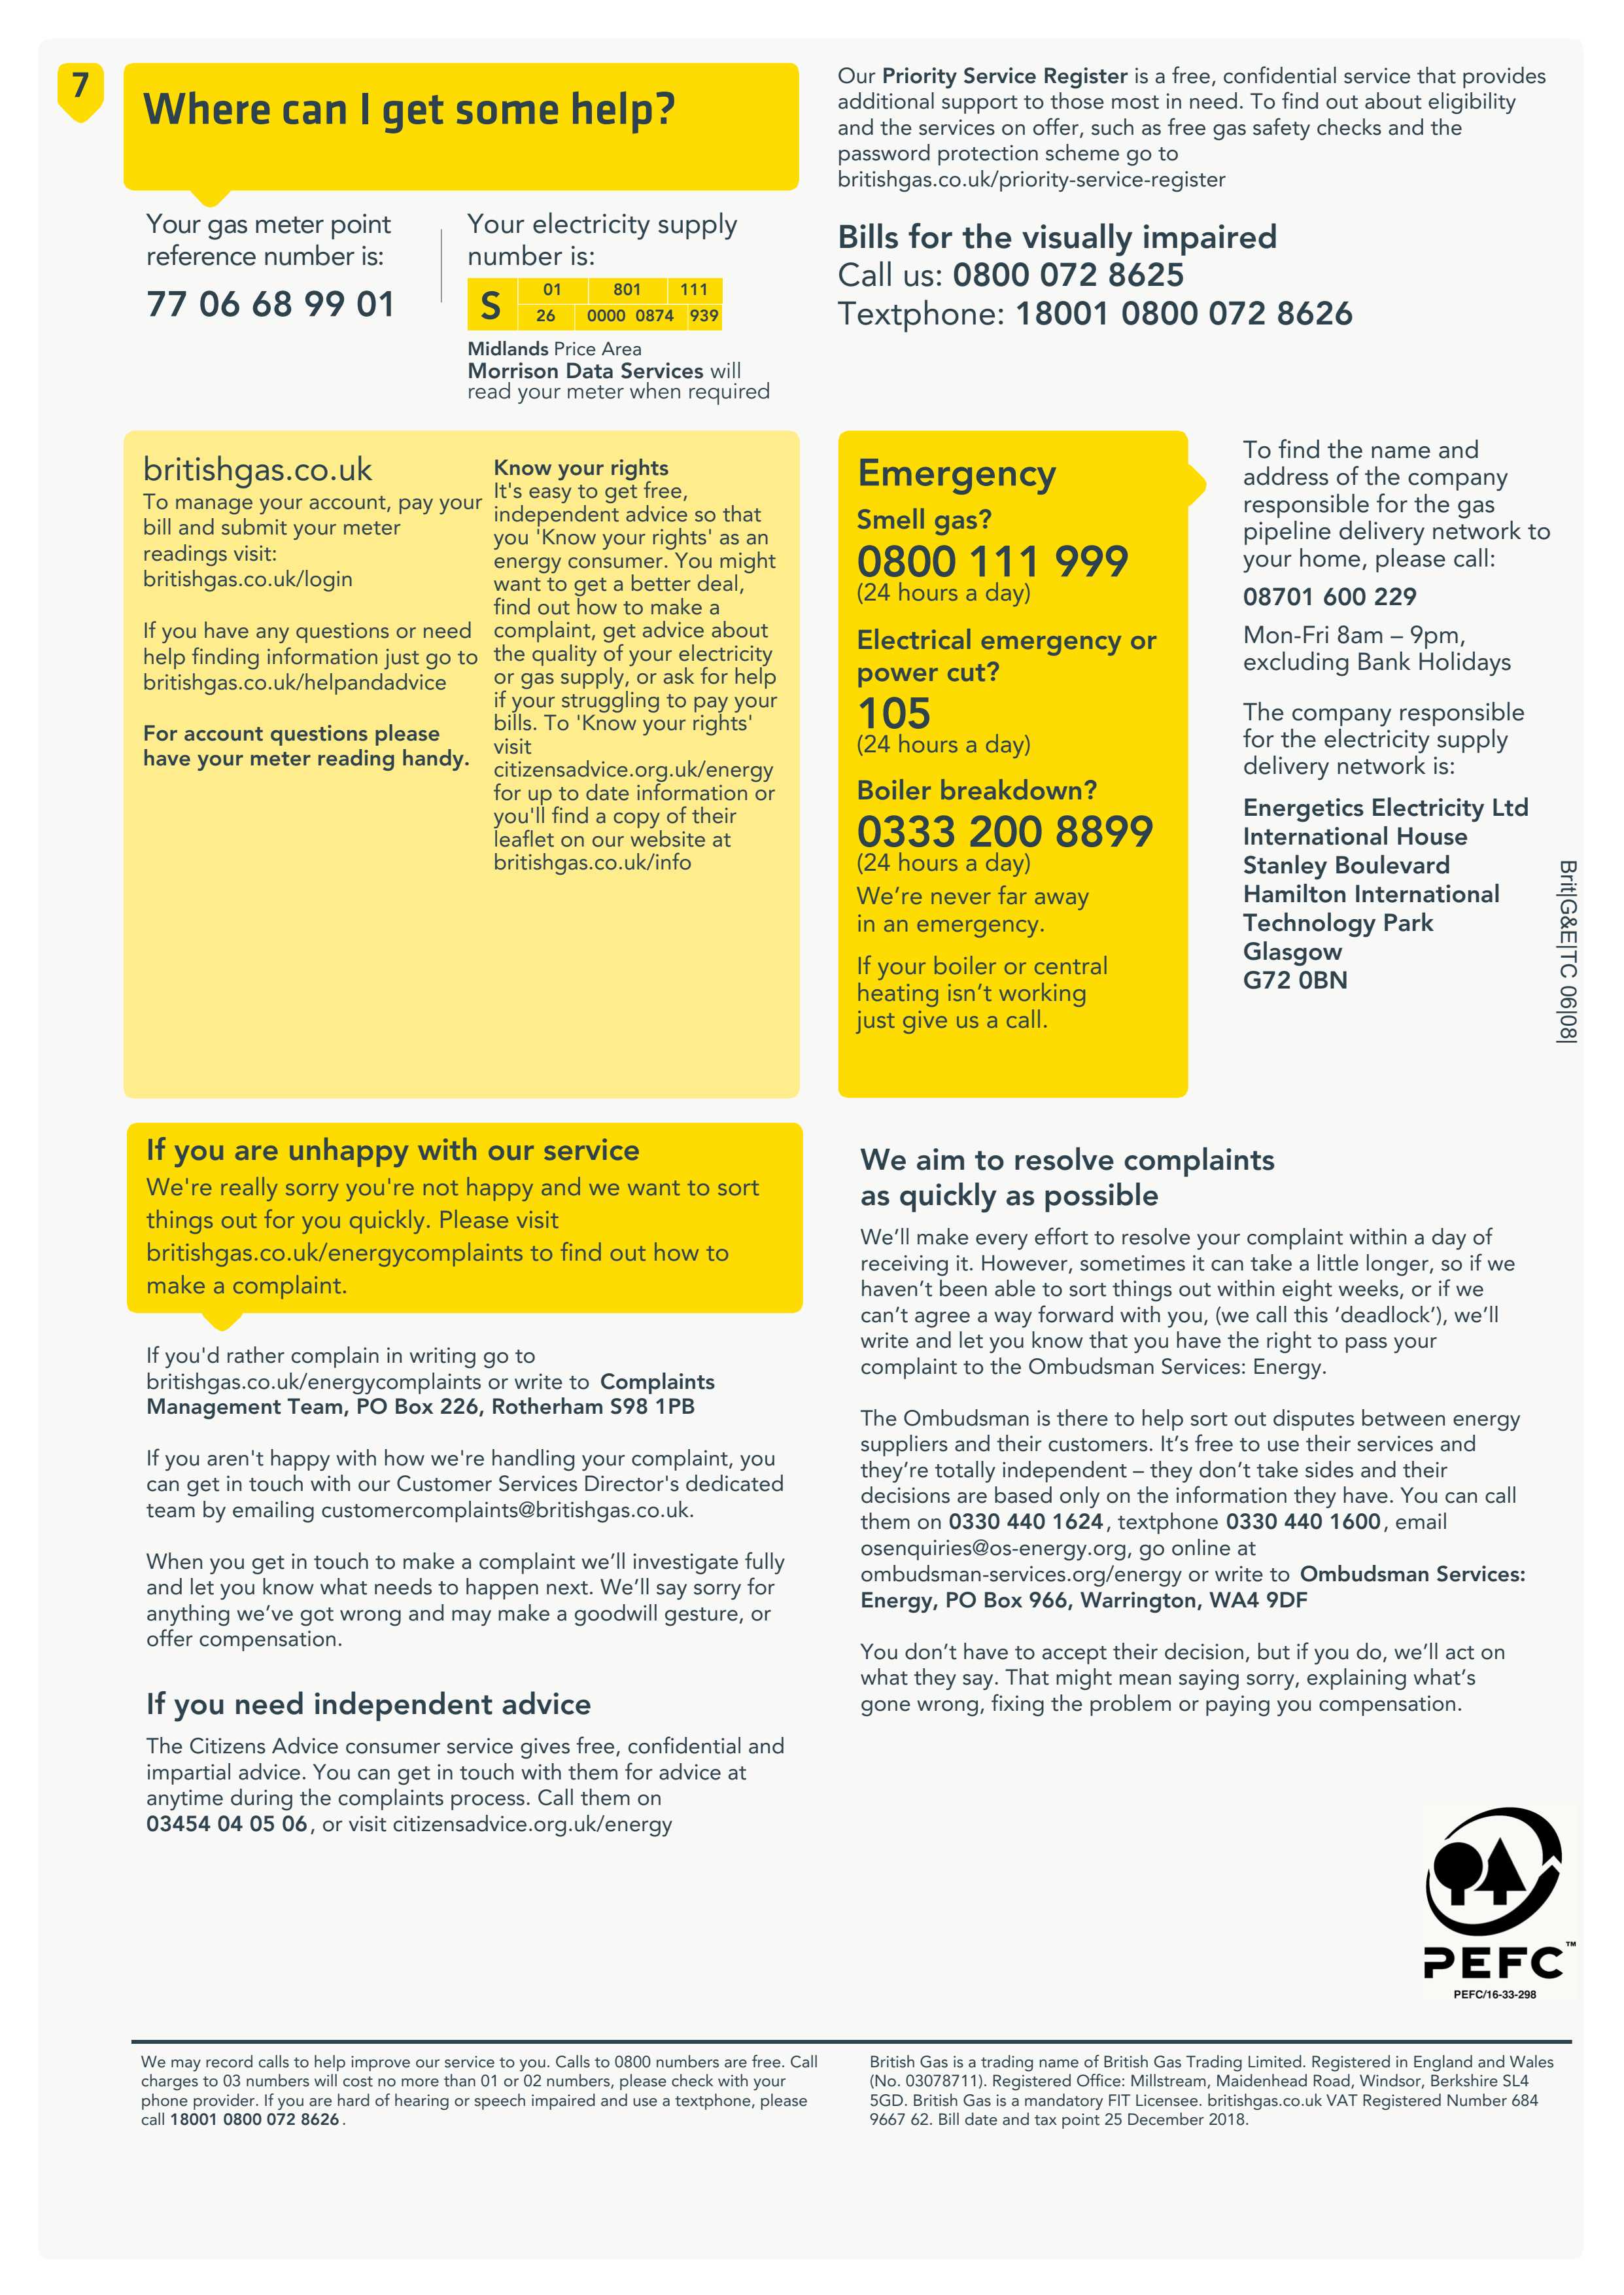 7
Where can I get some help?
Your gas meter point
reference number is:
77 06 68 99 01
Your electricity supply
number is:
S
01 801 111
26 0000 0874 939
Midlands Price Area
Morrison Data Services will
read your meter when required
Our Priority Service Register is a free, confidential service that provides
additional support to those most in need. To find out about eligibility
and the services on offer, such as free gas safety checks and the
password protection scheme go to
britishgas.co.uk/priority-service-register
Bills for the visually impaired
Call us: 0800 072 8625
Textphone: 18001 0800 072 8626
britishgas.co.uk
To manage your account, pay your
bill and submit your meter
readings visit:
britishgas.co.uk/login
If you have any questions or need
help finding information just go to
britishgas.co.uk/helpandadvice
For account questions please
have your meter reading handy.
Know your rights
It's easy to get free,
independent advice so that
you 'Know your rights' as an
energy consumer. You might
want to get a better deal,
find out how to make a
complaint, get advice about
the quality of your electricity
or gas supply, or ask for help
if your struggling to pay your
bills. To 'Know your rights'
visit
citizensadvice.org.uk/energy
for up to date information or
you'll find a copy of their
leaflet on our website at
britishgas.co.uk/info
Emergency
Smell gas?
0800 111 999
(24 hours a day)
Electrical emergency or
power cut?
105
(24 hours a day)
Boiler breakdown?
0333 200 8899
(24 hours a day)
We're never far away
in an emergency.
If your boiler or central
heating isn't working
just give us a call.
To find the name and
address of the company
responsible for the gas
pipeline delivery network to
your home, please call:
08701 600 229
Mon-Fri 8am – 9pm,
excluding Bank Holidays
The company responsible
for the electricity supply
delivery network is:
Energetics Electricity Ltd
International House
Stanley Boulevard
Hamilton International
Technology Park
Glasgow
G72 0BN
Brit|G&E|TC 06|08|
If you are unhappy with our service
We're really sorry you're not happy and we want to sort
things out for you quickly. Please visit
britishgas.co.uk/energycomplaints to find out how to
make a complaint.
If you'd rather complain in writing go to
britishgas.co.uk/energycomplaints or write to Complaints
Management Team, PO Box 226, Rotherham S98 1PB
If you aren't happy with how we're handling your complaint, you
can get in touch with our Customer Services Director's dedicated
team by emailing customercomplaints@britishgas.co.uk.
When you get in touch to make a complaint we'll investigate fully
and let you know what needs to happen next. We'll say sorry for
anything we've got wrong and may make a goodwill gesture, or
offer compensation.
If you need independent advice
The Citizens Advice consumer service gives free, confidential and
impartial advice. You can get in touch with them for advice at
anytime during the complaints process. Call them on
03454 04 05 06, or visit citizensadvice.org.uk/energy
We aim to resolve complaints
as quickly as possible
We'll make every effort to resolve your complaint within a day of
receiving it. However, sometimes it can take a little longer, so if we
haven't been able to sort things out within eight weeks, or if we
can't agree a way forward with you, (we call this 'deadlock'), we'll
write and let you know that you have the right to pass your
complaint to the Ombudsman Services: Energy.
The Ombudsman is there to help sort out disputes between energy
suppliers and their customers. It's free to use their services and
they're totally independent – they don't take sides and their
decisions are based only on the information they have. You can call
them on 0330 440 1624, textphone 0330 440 1600, email
osenquiries@os-energy.org, go online at
ombudsman-services.org/energy or write to Ombudsman Services:
Energy, PO Box 966, Warrington, WA4 9DF
You don't have to accept their decision, but if you do, we'll act on
what they say. That might mean saying sorry, explaining what's
gone wrong, fixing the problem or paying you compensation.
PEFC™
PEFC/16-33-298
We may record calls to help improve our service to you. Calls to 0800 numbers are free. Call
charges to 03 numbers will cost no more than 01 or 02 numbers, please check with your
phone provider. If you are hard of hearing or speech impaired and use a textphone, please
call 18001 0800 072 8626.
British Gas is a trading name of British Gas Trading Limited. Registered in England and Wales
(No. 03078711). Registered Office: Millstream, Maidenhead Road, Windsor, Berkshire SL4
5GD. British Gas is a mandatory FIT Licensee. britishgas.co.uk VAT Registered Number 684
9667 62. Bill date and tax point 25 December 2018.